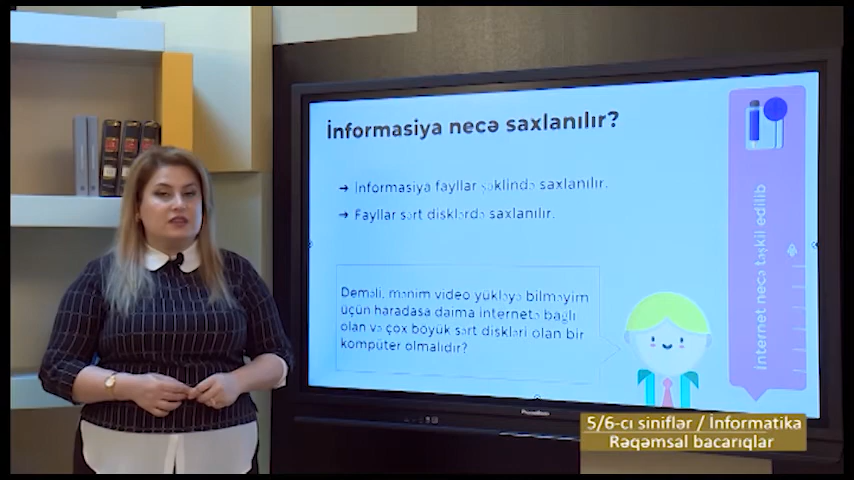 İnformasiya necə saxlanılır?
→ İnformasiya fayllar şəklində saxlanılır.
→ Fayllar sərt disklərdə saxlanılır.
Deməli, mənim video yükləyə bilməyim
üçün haradasa daima internetə bağlı
olan və çox böyük sərt diskləri olan bir
kompüter olmalıdır?
İnternet necə təşkil edilib
5/6-cı siniflər / İnformatika
Rəqəmsal bacarıqlar